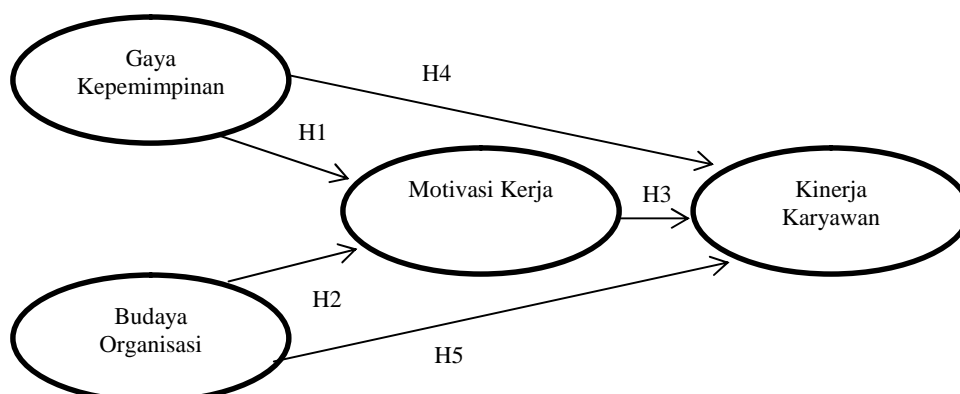 Gaya
Kepemimpinan
H4
H1
Motivasi Kerja
H3
Kinerja
Karyawan
H2
Budaya
Organisasi
H5